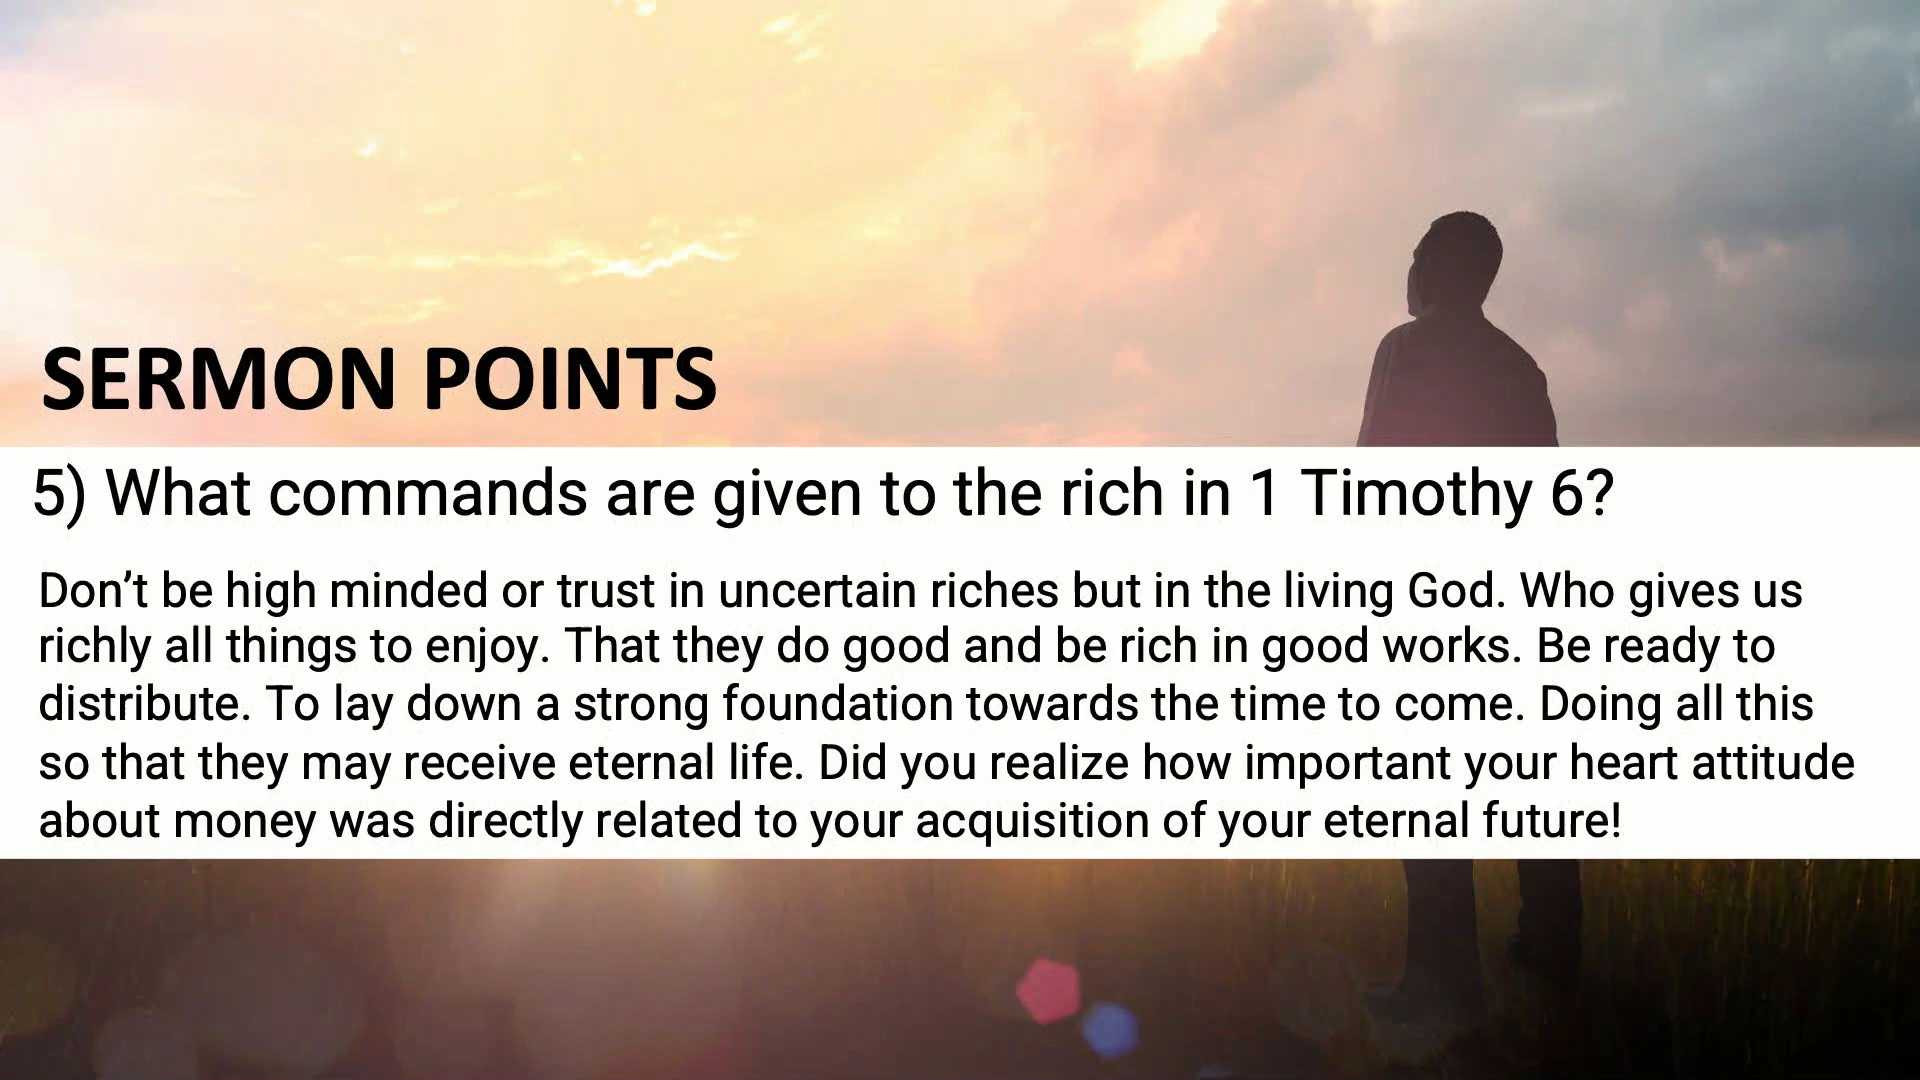 SERMON POINTS
5) What commands are given to the rich in 1 Timothy 6?
Don’t be high minded or trust in uncertain riches but in the living God. Who gives us
richly all things to enjoy. That they do good and be rich in good works. Be ready to
distribute. To lay down a strong foundation towards the time to come. Doing all this
so that they may receive eternal life. Did you realize how important your heart attitude
about money was directly related to your acquisition of your eternal future!